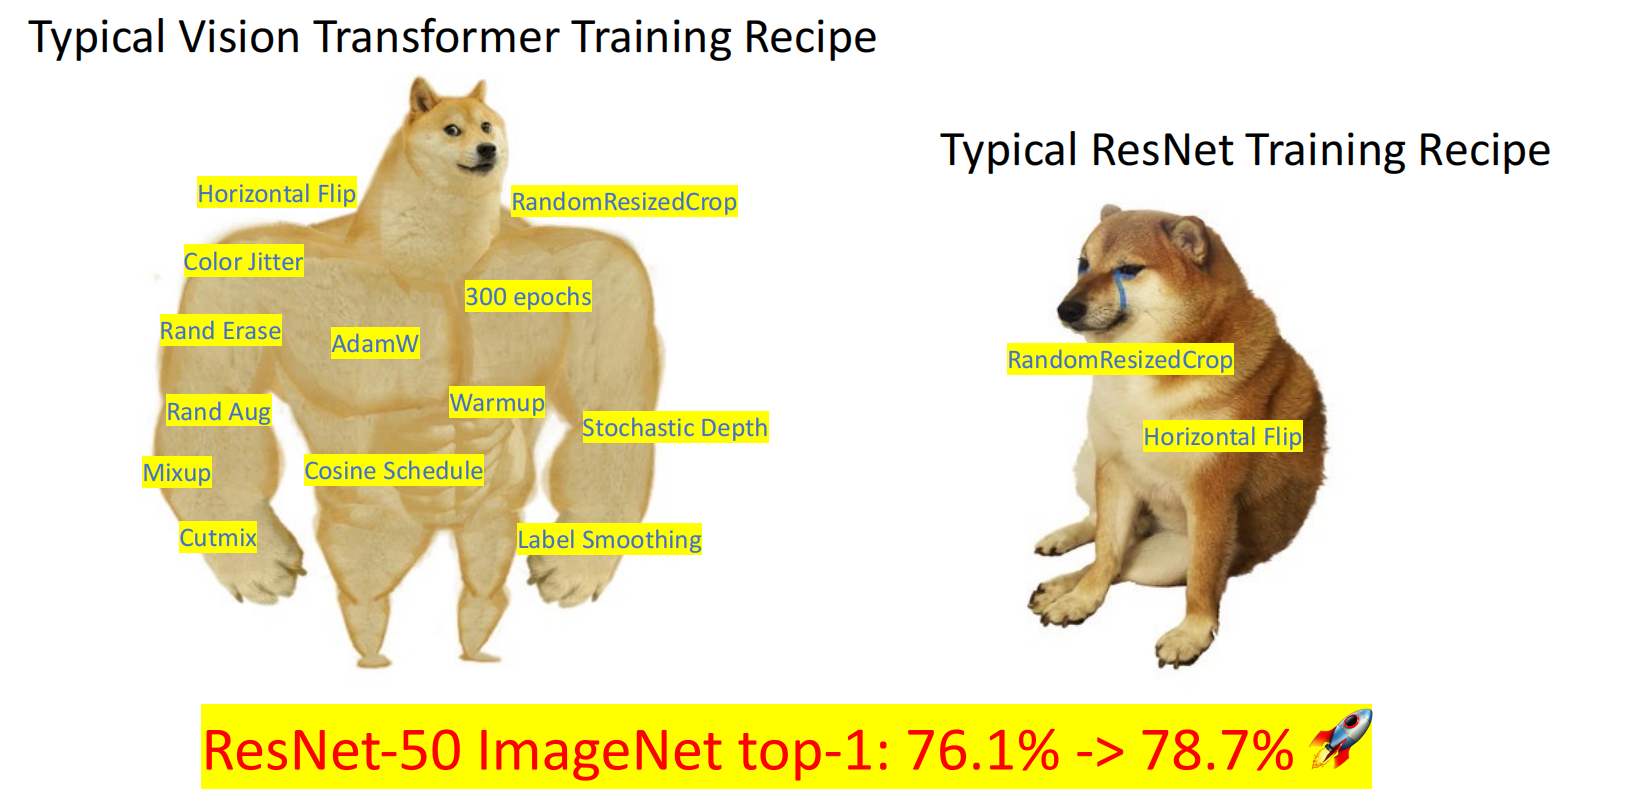 Typical Vision Transformer Training Recipe
Horizontal Flip
RandomResizedCrop
Color Jitter
300 epochs
Rand Erase
AdamW
Rand Aug
Warmup
Stochastic Depth
Mixup
Cosine Schedule
Cutmix
Label Smoothing
Typical ResNet Training Recipe
RandomResizedCrop
Horizontal Flip
ResNet-50 ImageNet top-1: 76.1% -> 78.7% 🚀